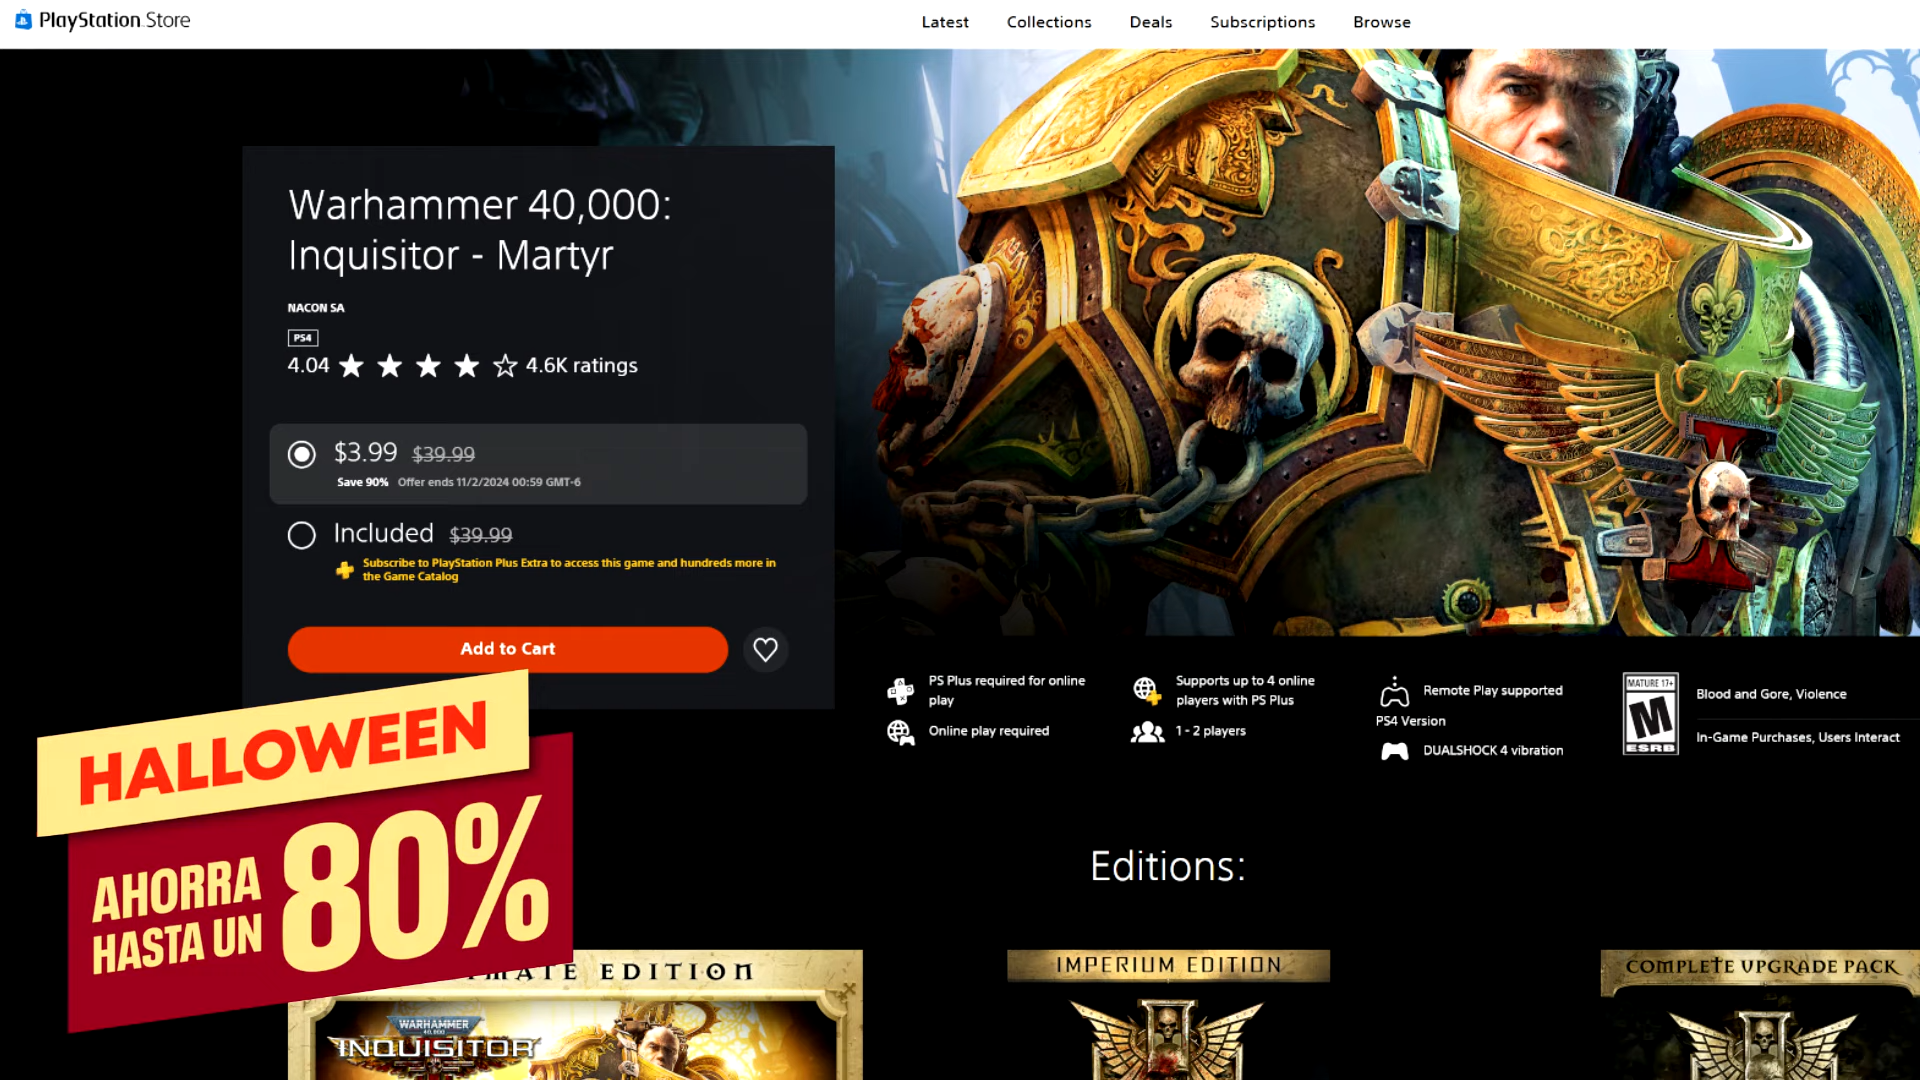 PlayStation Store
Latest
Collections
Deals
Subscriptions
Browse
Warhammer 40,000:
Inquisitor - Martyr
NACON SA
PS4
4.04
4.6K ratings
$3.99 $39.99
Save 90% Offer ends 11/2/2024 00:59 GMT-6
Included $39.99
Subscribe to PlayStation Plus Extra to access this game and hundreds more in
the Game Catalog
Add to Cart
PS Plus required for online
play
Online play required
Supports up to 4 online
players with PS Plus
1 - 2 players
Remote Play supported
PS4 Version
DUALSHOCK 4 vibration
MATURE 17+
M
ESRB
Blood and Gore, Violence
In-Game Purchases, Users Interact
HALLOWEEN
AHORRA
HASTA UN
80%
Editions:
EDITION
WARHAMMER
40,000
INQUISITOR
IMPERIUM EDITION
COMPLETE UPGRADE PACK